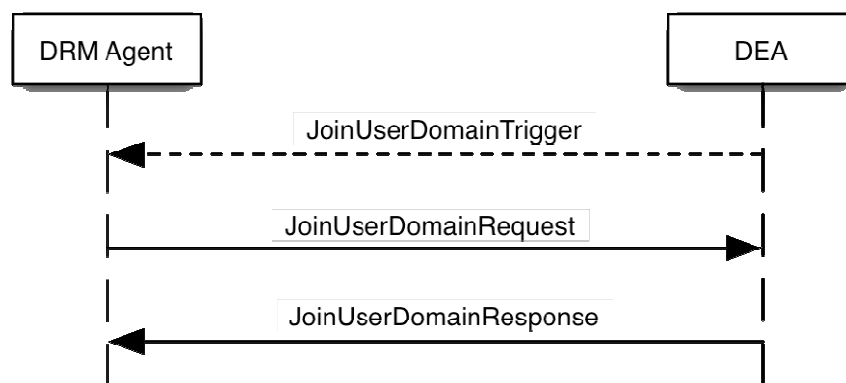 DRM Agent
DEA
JoinUserDomainTrigger
JoinUserDomainRequest
JoinUserDomainResponse